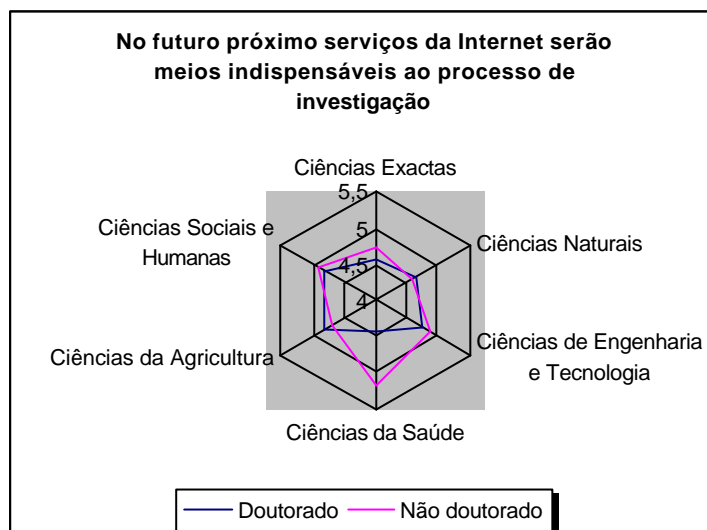 No futuro próximo serviços da Internet serão
meios indispensáveis ao processo de
investigação
Ciências Exactas
5,5
5
4,5
4
Ciências Naturais
Ciências de Engenharia
e Tecnologia
Ciências da Saúde
Ciências da Agricultura
Ciências Sociais e
Humanas
Doutorado
Não doutorado